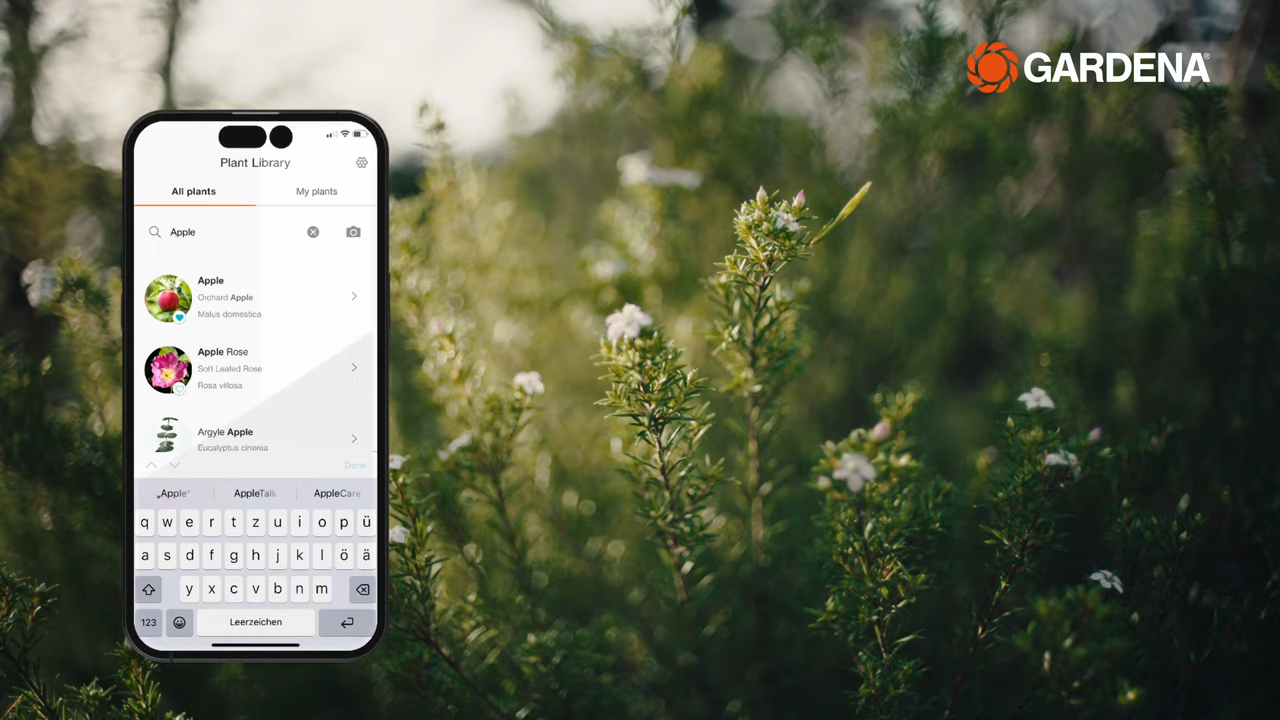 GARDENA®
Plant Library
All plants
My plants
Apple
Apple
Orchard Apple
Malus domestica
Apple Rose
Soft Leafed Rose
Rosa villosa
Argyle Apple
Eucalyptus cinerea
Done
„Apple“
AppleTalk
AppleCare
q w e r t z u i o p ü
a s d f g h j k l ö ä
y x c v b n m
123
Leerzeichen